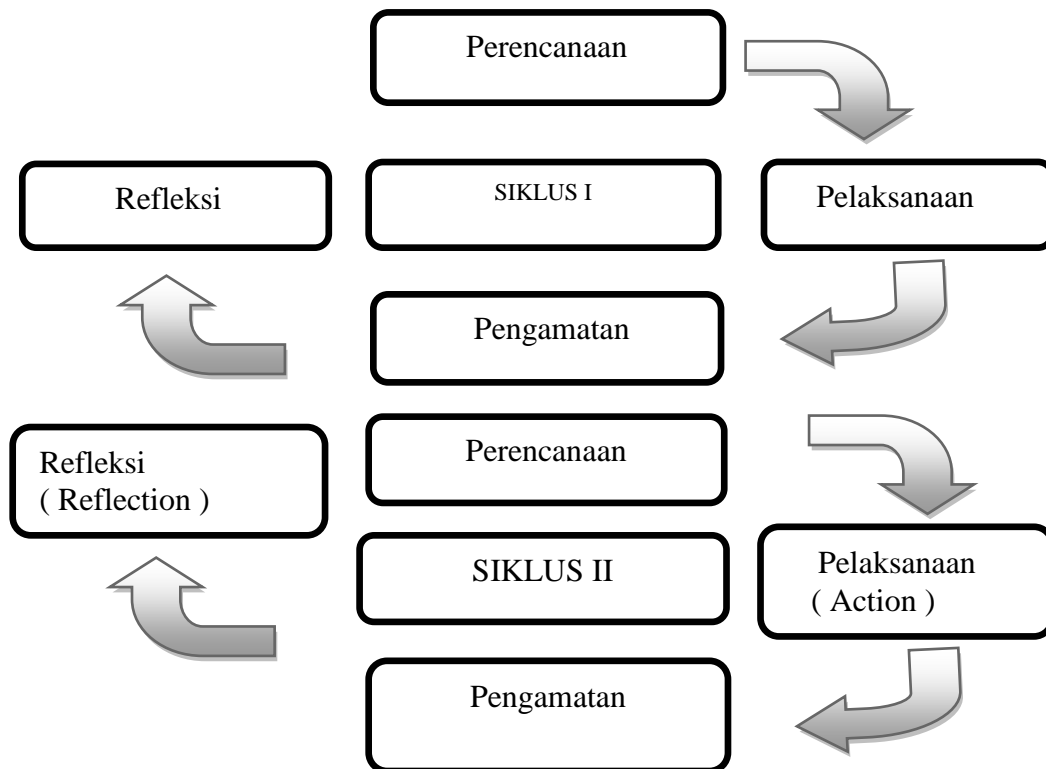 Perencanaan
Refleksi
SIKLUS I
Pelaksanaan
Pengamatan
Perencanaan
Refleksi
( Reflection )
SIKLUS II
Pelaksanaan
( Action )
Pengamatan